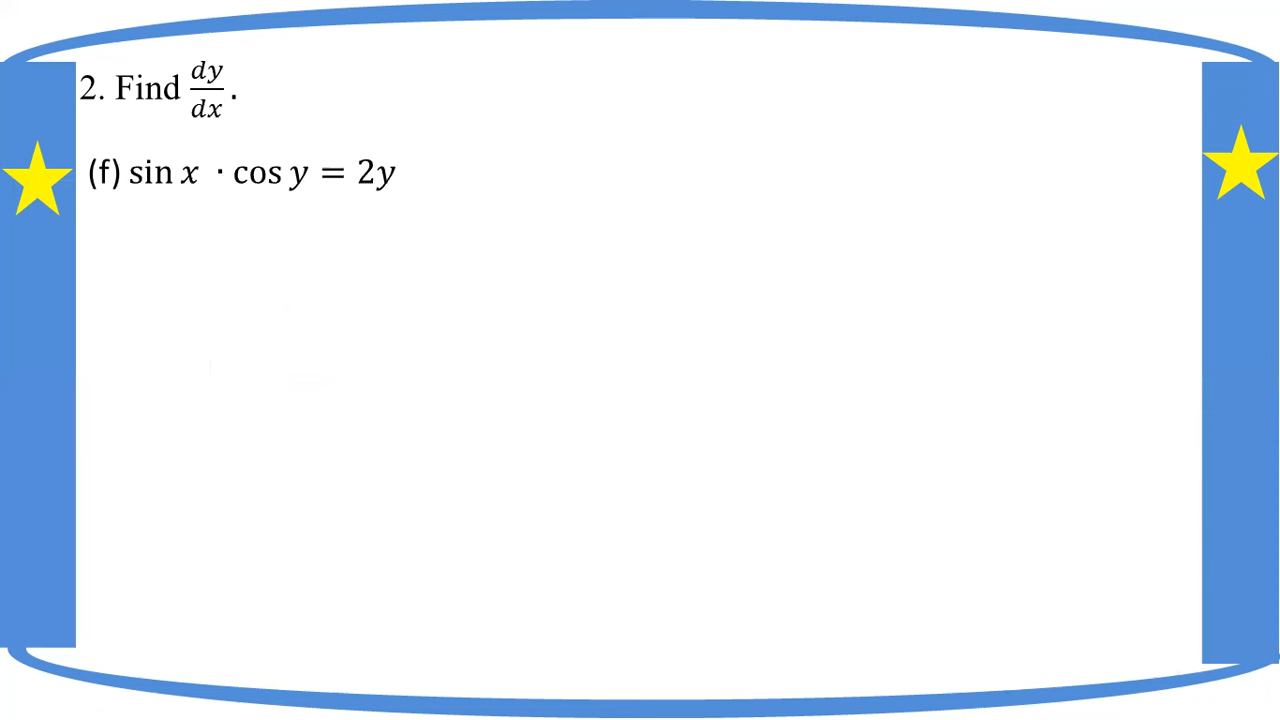 2. Find dy/dx.
(f) sin x · cos y = 2y